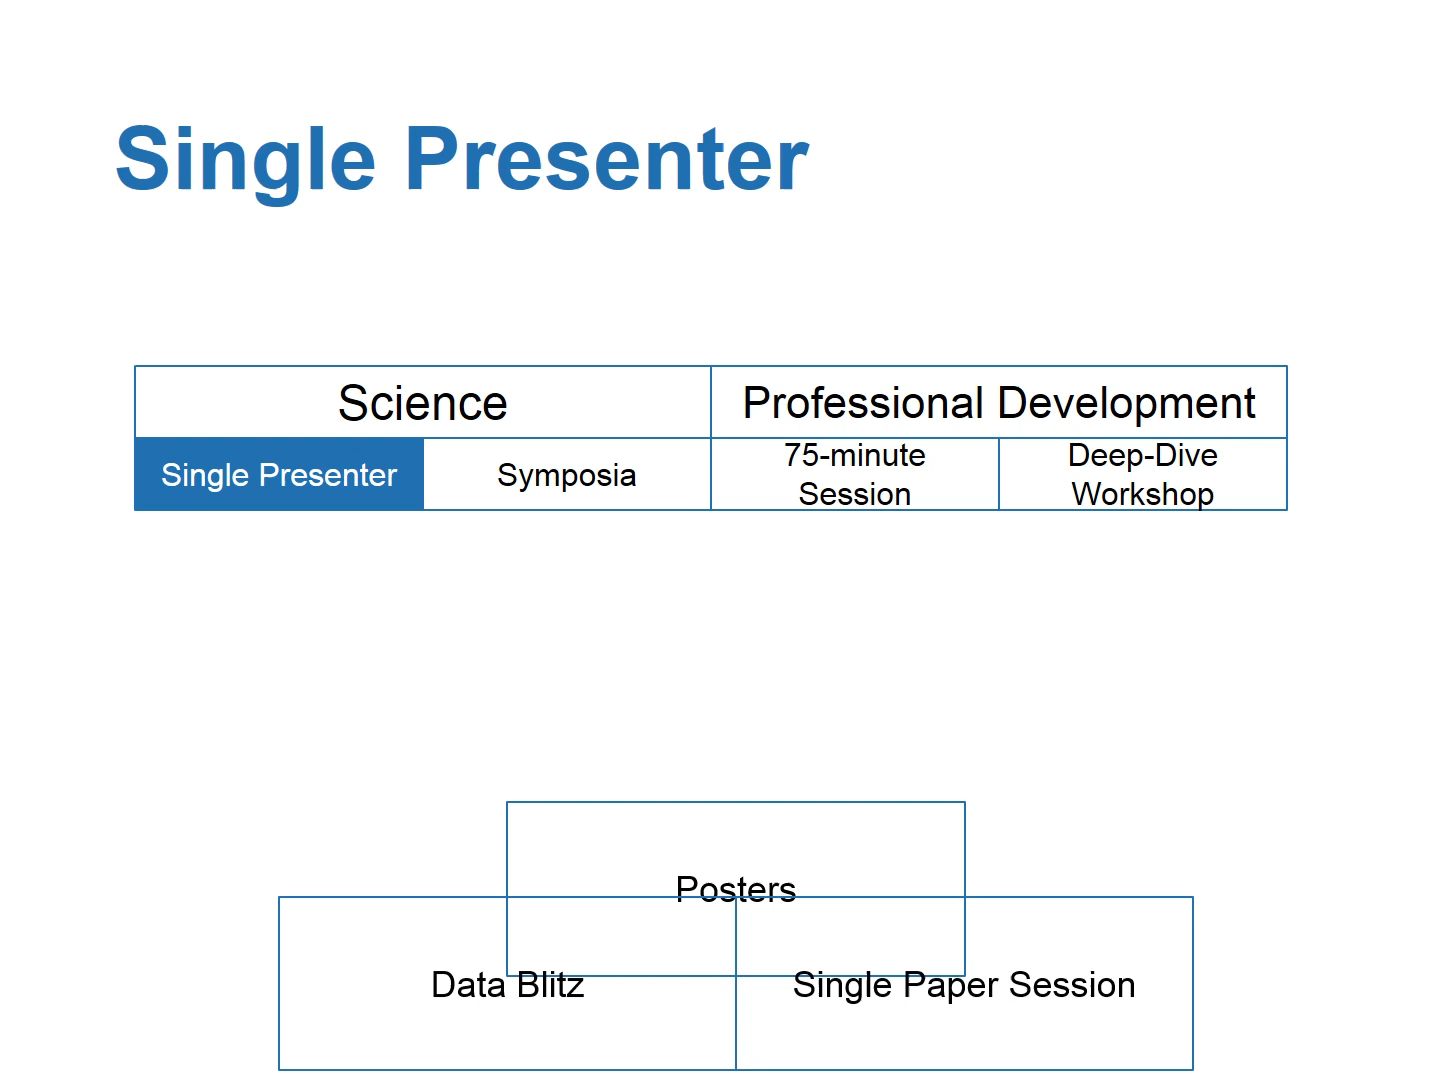 Single Presenter
Science
Professional Development
Single Presenter
Symposia
75-minute
Session
Deep-Dive
Workshop
Posters
Data Blitz
Single Paper Session